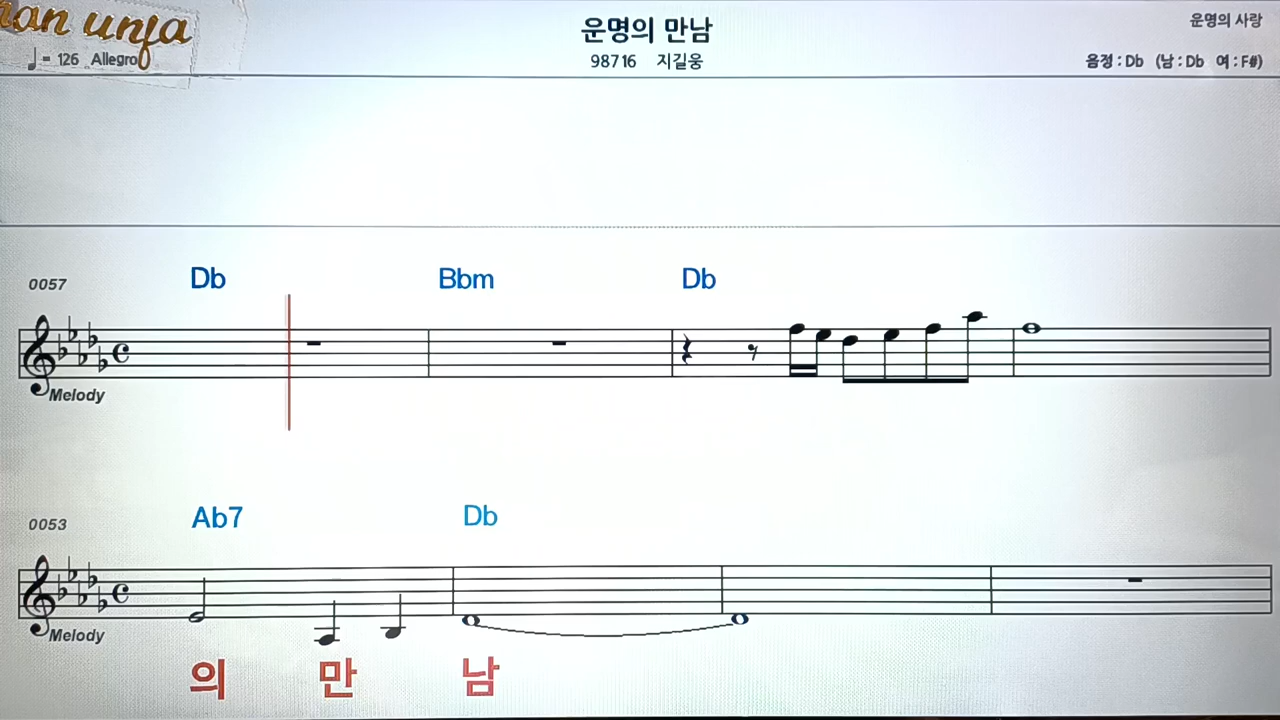 운명의 만남
운명의 사랑
♩ = 126 Allegro
98716 지길웅
음정 : Db (남 : Db 여 : F#)
0057
Db Bbm Db
Melody
0053
Ab7 Db
Melody
의 만 남